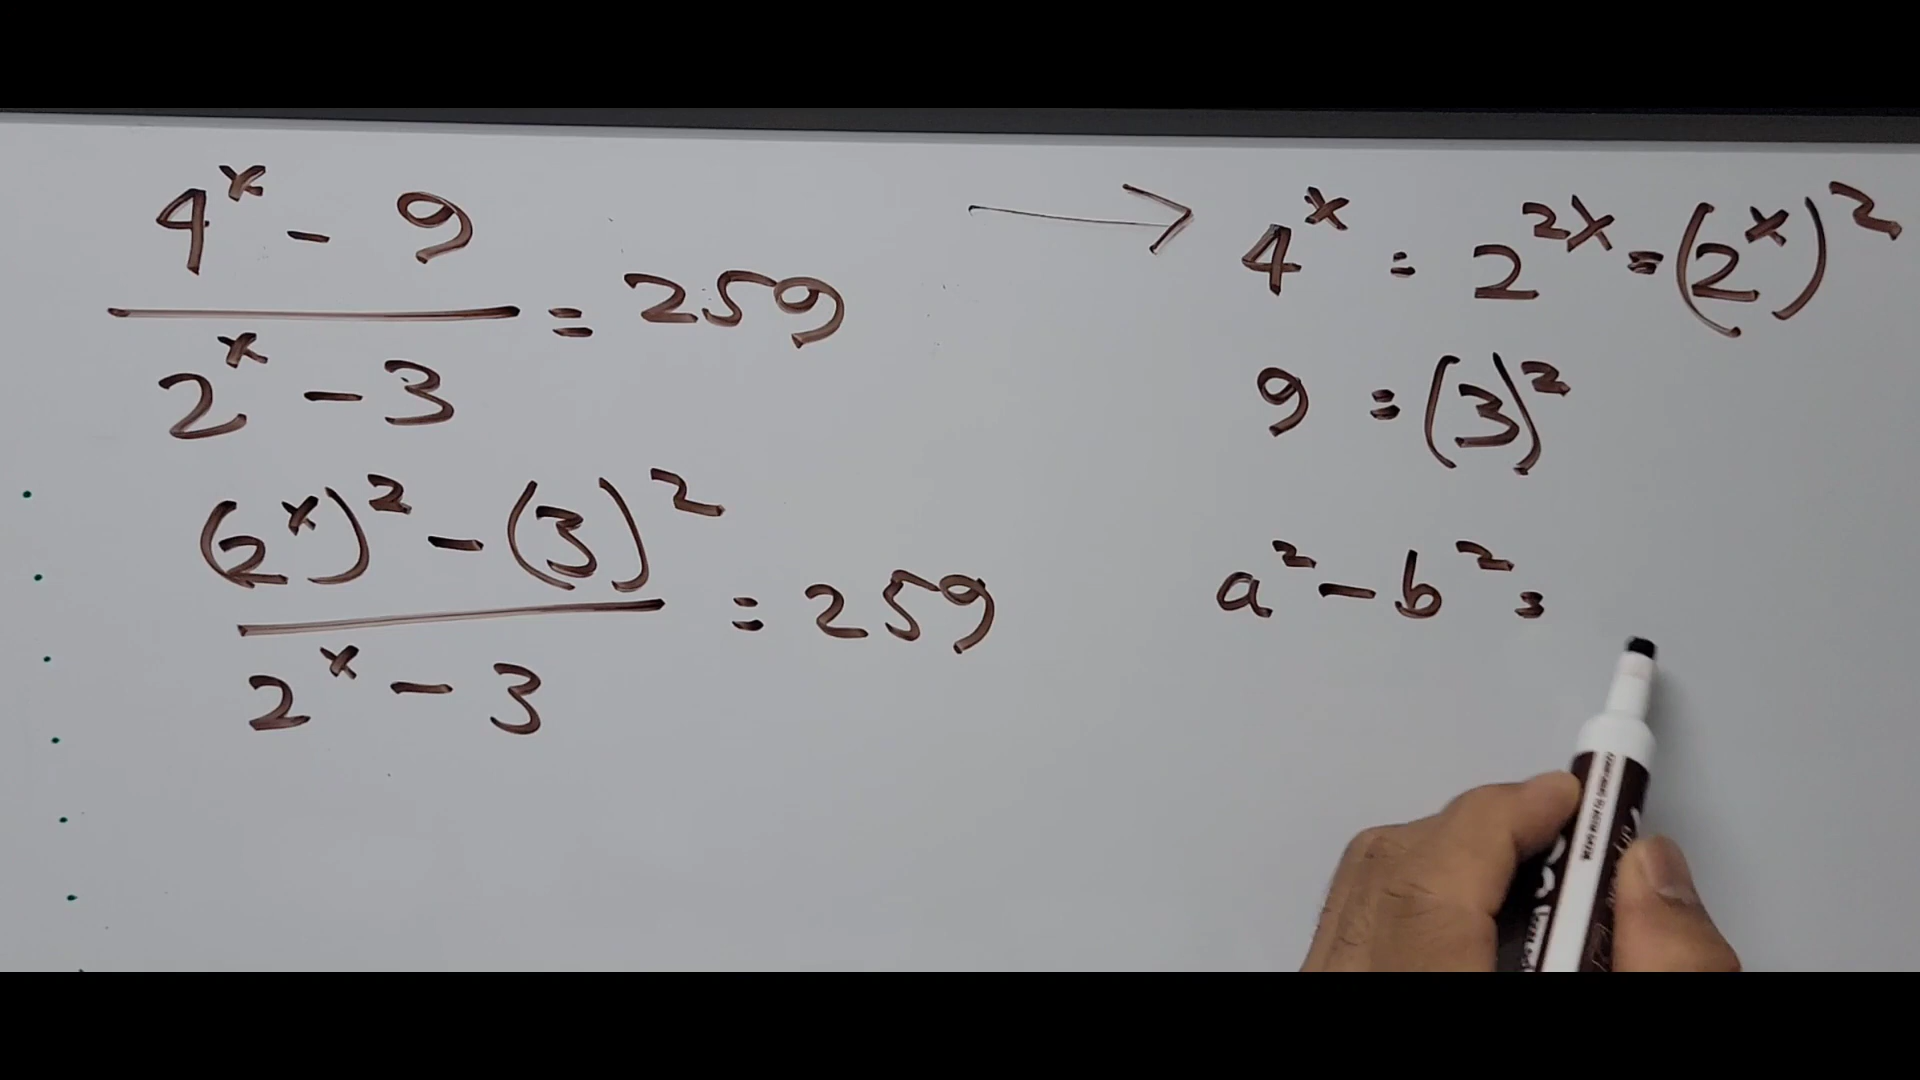 4^x - 9 / 2^x - 3 = 259
→ 4^x = 2^2x = (2^x)^2
9 = (3)^2
(2^x)^2 - (3)^2 / 2^x - 3 = 259
a^2 - b^2 =